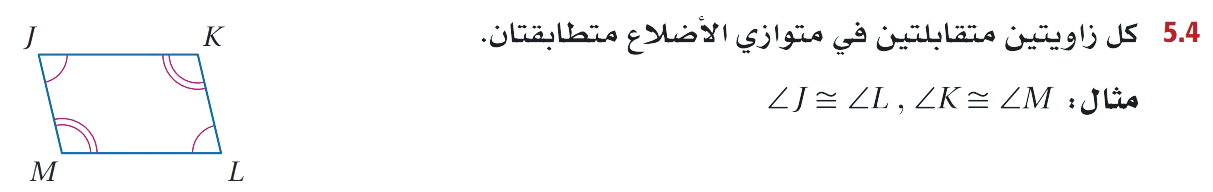 5.4 كل زاويتين متقابلتين في متوازي الأضلاع متطابقتان.
مثال: ∠J ≅ ∠L , ∠K ≅ ∠M
J K
M L